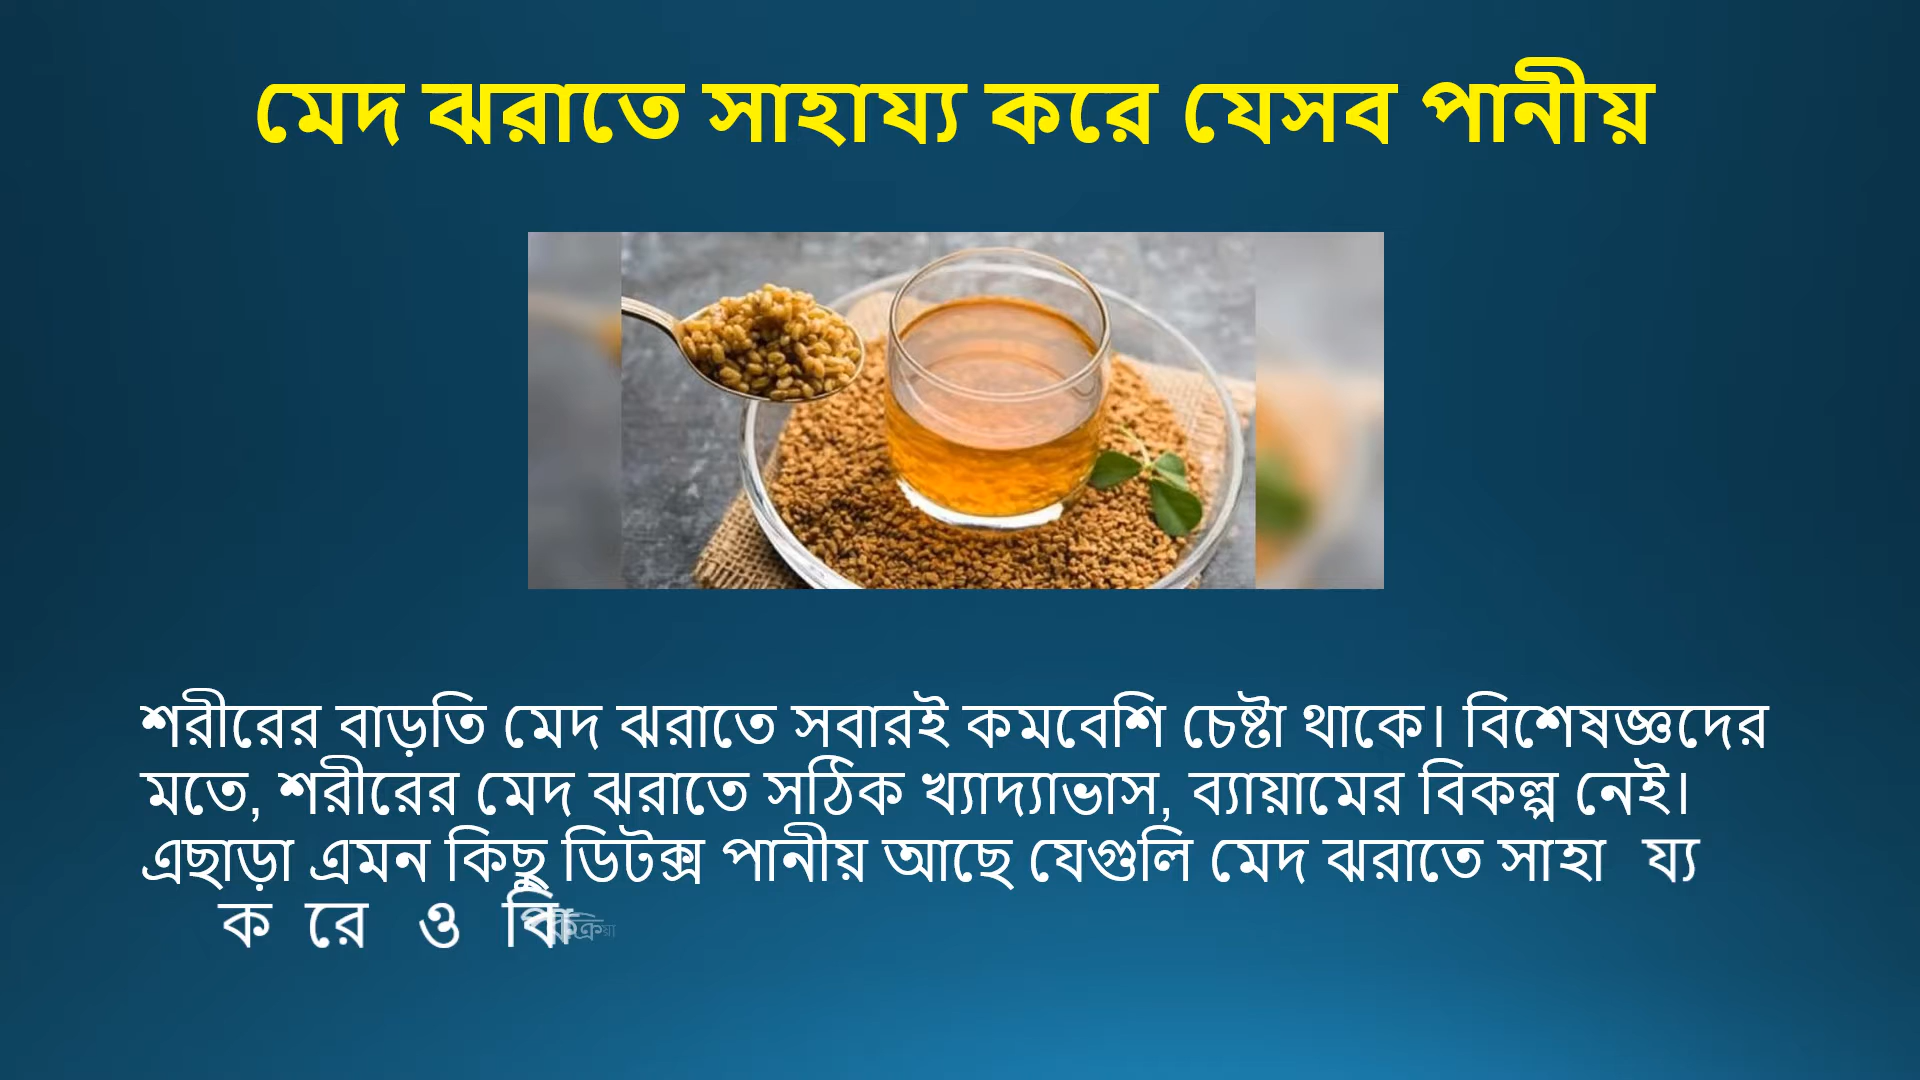 মেদ ঝরাতে সাহায্য করে যেসব পানীয়
শরীরের বাড়তি মেদ ঝরাতে সবারই কমবেশি চেষ্টা থাকে। বিশেষজ্ঞদের
মতে, শরীরের মেদ ঝরাতে সঠিক খ্যাদ্যাভাস, ব্যায়ামের বিকল্প নেই।
এছাড়া এমন কিছু ডিটক্স পানীয় আছে যেগুলি মেদ ঝরাতে সাহায্য
করে ও